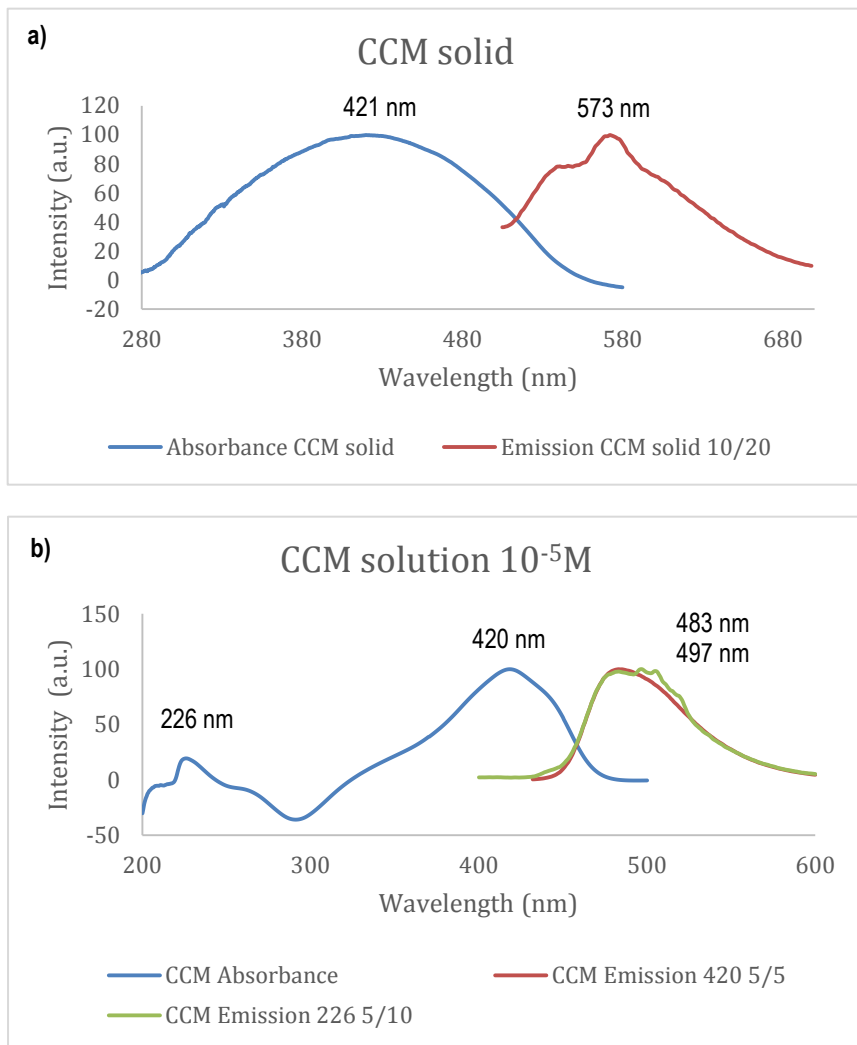 a)
CCM solid
421 nm
573 nm
Intensity (a.u.)
120
100
80
60
40
20
0
-20
280
380
480
580
680
Wavelength (nm)
Absorbance CCM solid
Emission CCM solid 10/20
b)
CCM solution 10⁻⁵M
483 nm
497 nm
420 nm
226 nm
Intensity (a.u.)
150
100
50
0
-50
200
300
400
500
600
Wavelength (nm)
CCM Absorbance
CCM Emission 420 5/5
CCM Emission 226 5/10